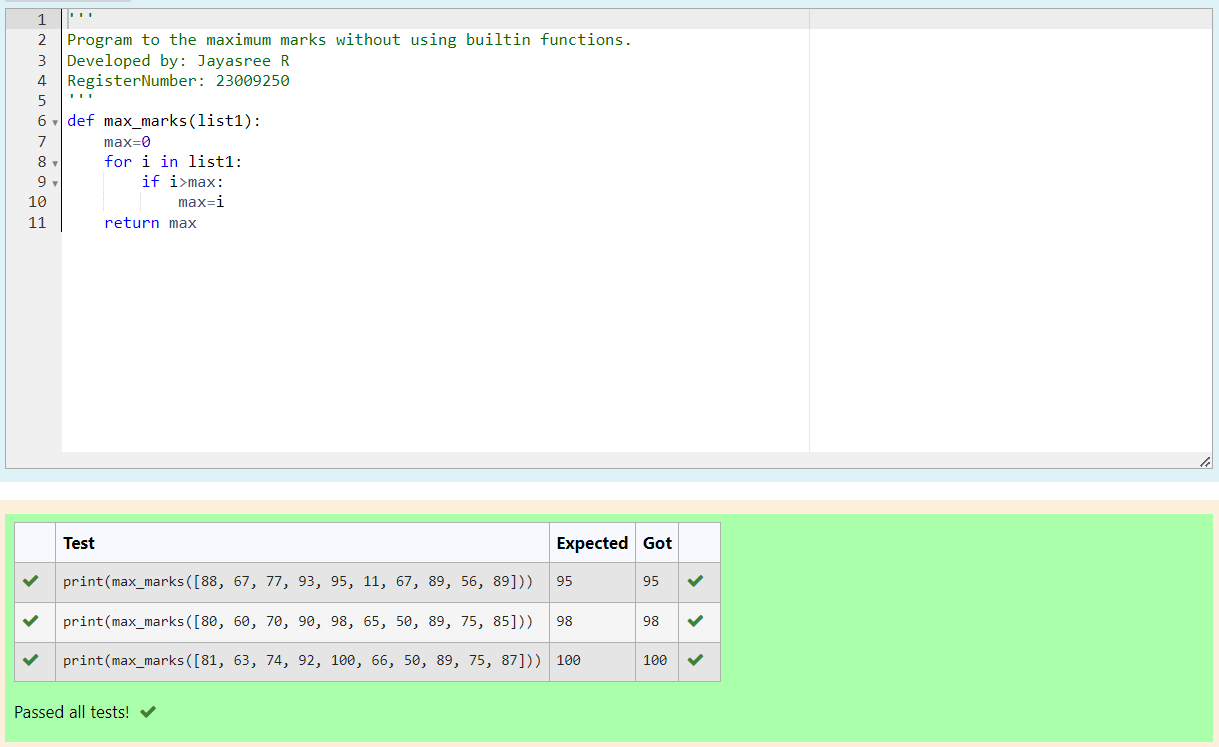 1 '''
2 Program to the maximum marks without using builtin functions.
3 Developed by: Jayasree R
4 RegisterNumber: 23009250
5 '''
6 def max_marks(list1):
7     max=0
8     for i in list1:
9         if i>max:
10             max=i
11     return max
Test Expected Got
print(max_marks([88, 67, 77, 93, 95, 11, 67, 89, 56, 89])) 95 95
print(max_marks([80, 60, 70, 90, 98, 65, 50, 89, 75, 85])) 98 98
print(max_marks([81, 63, 74, 92, 100, 66, 50, 89, 75, 87])) 100 100
Passed all tests!